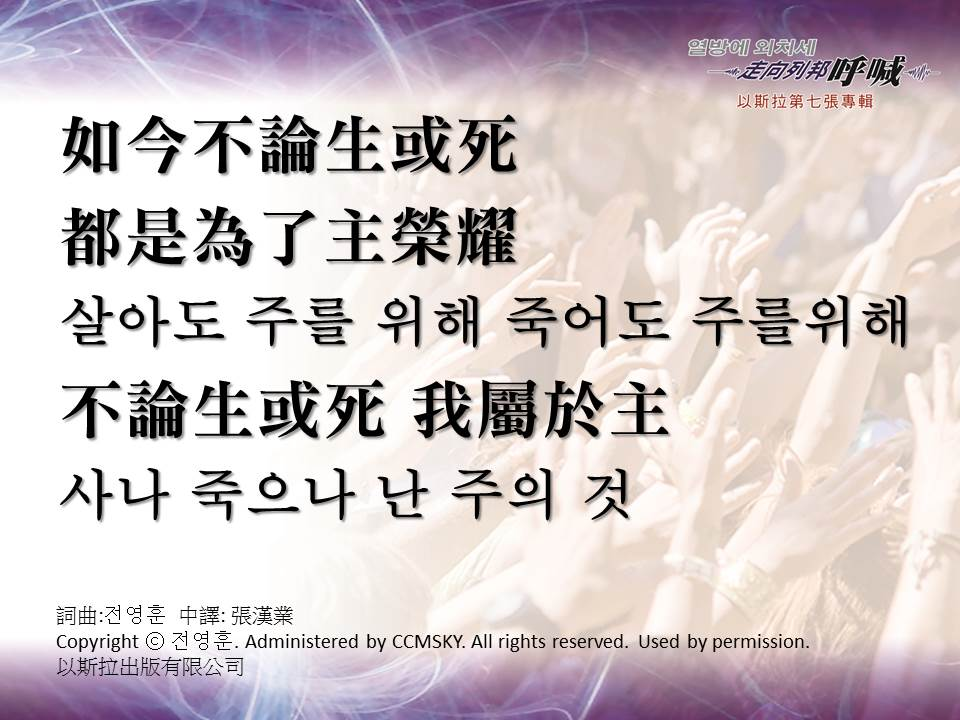 열방에 외치세
走向列邦呼喊
以斯拉第七張專輯
如今不論生或死
都是為了主榮耀
살아도 주를 위해 죽어도 주를위해
不論生或死 我屬於主
사나 죽으나 난 주의 것
詞曲:전영훈 中譯: 張漢業
Copyright ⓒ 전영훈. Administered by CCMSKY. All rights reserved. Used by permission.
以斯拉出版有限公司